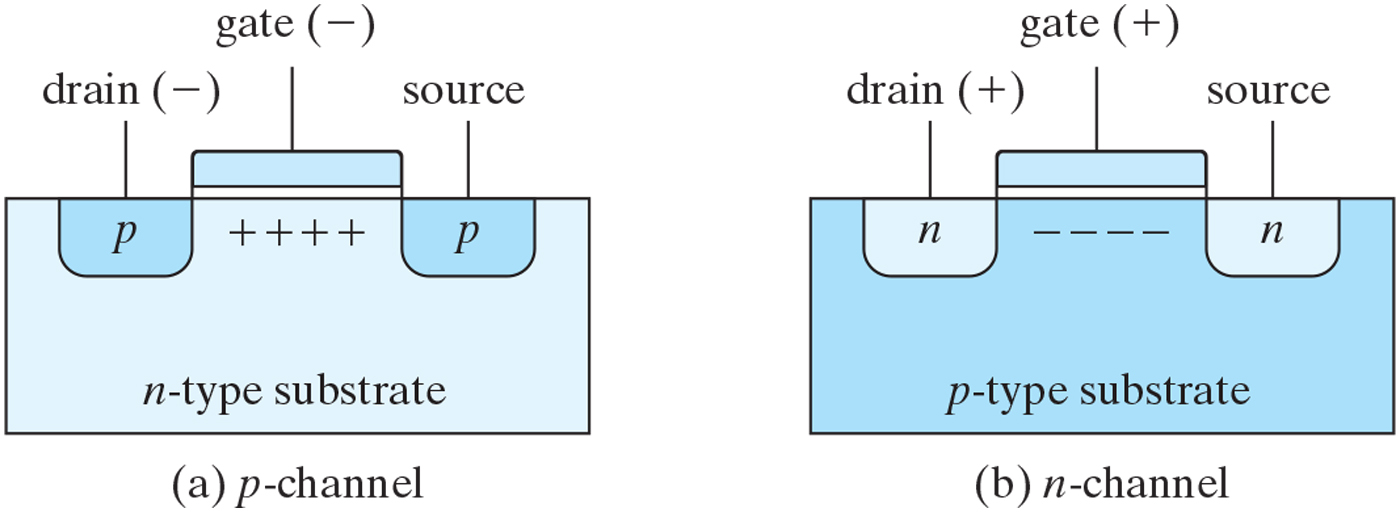 gate (−)
drain (−) source
p ++++ p
n-type substrate
(a) p-channel
gate (+)
drain (+) source
n −−−− n
p-type substrate
(b) n-channel